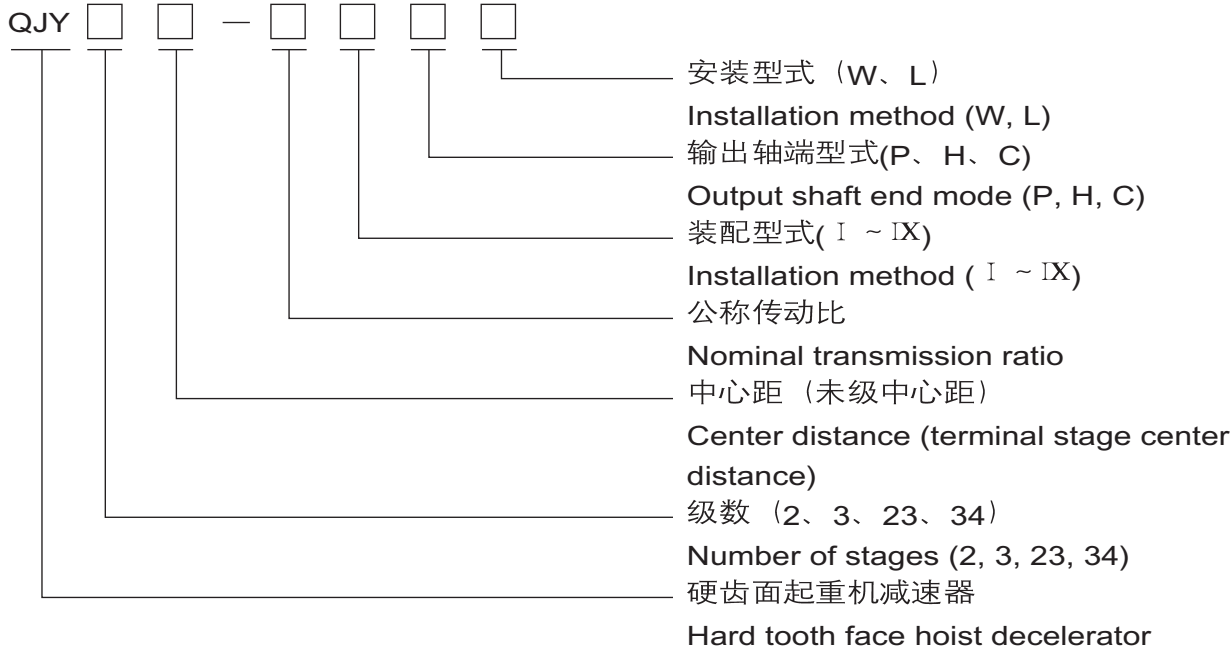 QJY □ □ － □ □ □ □
安装型式（W、L）
Installation method (W, L)
输出轴端型式(P、H、C)
Output shaft end mode (P, H, C)
装配型式(Ⅰ ~ Ⅸ)
Installation method (Ⅰ ~ Ⅸ)
公称传动比
Nominal transmission ratio
中心距（未级中心距）
Center distance (terminal stage center
distance)
级数（2、3、23、34）
Number of stages (2, 3, 23, 34)
硬齿面起重机减速器
Hard tooth face hoist decelerator